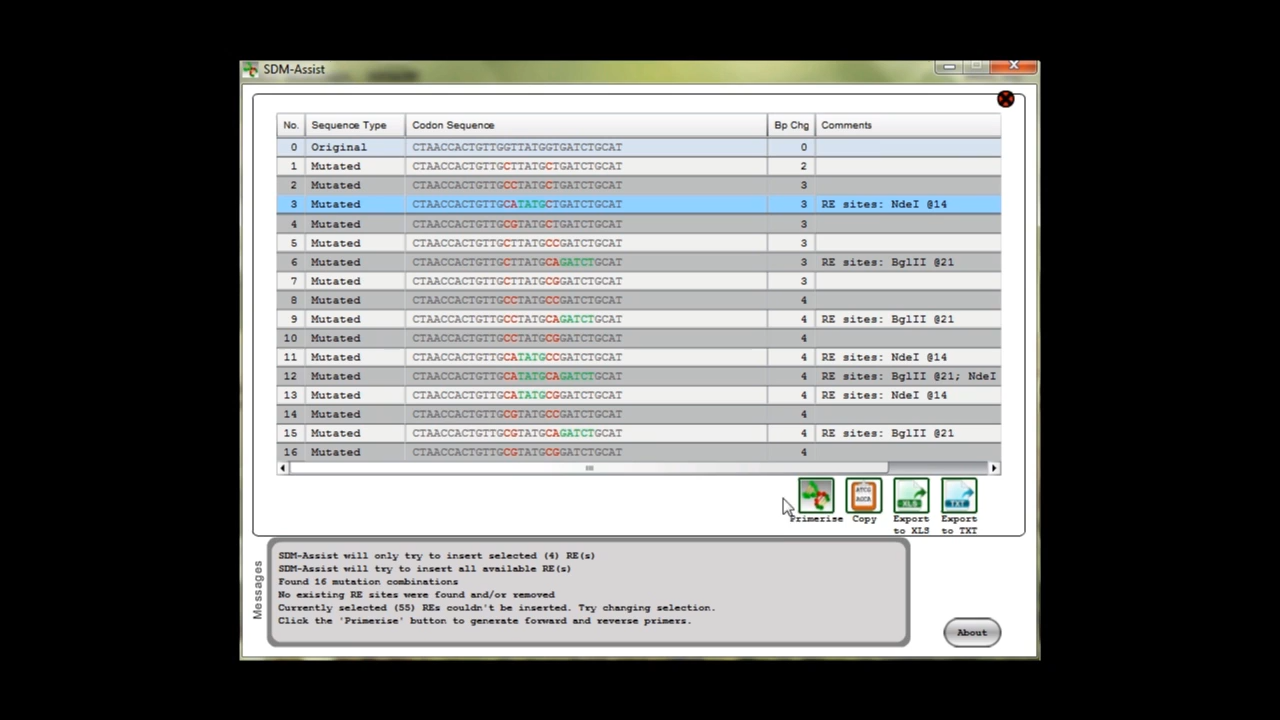 SDM-Assist
No. Sequence Type Codon Sequence Bp Chg Comments
0 Original CTAACCACTGTTGGTTATGGTGATCTGCAT 0
1 Mutated CTAACCACTGTTGCTTATGCTGATCTGCAT 2
2 Mutated CTAACCACTGTTGCCTATGCTGATCTGCAT 3
3 Mutated CTAACCACTGTTGCATATGCTGATCTGCAT 3 RE sites: NdeI @14
4 Mutated CTAACCACTGTTGCGTATGCTGATCTGCAT 3
5 Mutated CTAACCACTGTTGCTTATGCCGATCTGCAT 3
6 Mutated CTAACCACTGTTGCTTATGCAGATCTGCAT 3 RE sites: BglII @21
7 Mutated CTAACCACTGTTGCTTATGCGGATCTGCAT 3
8 Mutated CTAACCACTGTTGCCTATGCCGATCTGCAT 4
9 Mutated CTAACCACTGTTGCCTATGCAGATCTGCAT 4 RE sites: BglII @21
10 Mutated CTAACCACTGTTGCCTATGCGGATCTGCAT 4
11 Mutated CTAACCACTGTTGCATATGCCGATCTGCAT 4 RE sites: NdeI @14
12 Mutated CTAACCACTGTTGCATATGCAGATCTGCAT 4 RE sites: BglII @21; NdeI
13 Mutated CTAACCACTGTTGCATATGCGGATCTGCAT 4 RE sites: NdeI @14
14 Mutated CTAACCACTGTTGCGTATGCCGATCTGCAT 4
15 Mutated CTAACCACTGTTGCGTATGCAGATCTGCAT 4 RE sites: BglII @21
16 Mutated CTAACCACTGTTGCGTATGCGGATCTGCAT 4
Primerise Copy Export to XLS Export to TXT
Messages
SDM-Assist will only try to insert selected (4) RE(s)
SDM-Assist will try to insert all available RE(s)
Found 16 mutation combinations
No existing RE sites were found and/or removed
Currently selected (55) REs couldn't be inserted. Try changing selection.
Click the 'Primerise' button to generate forward and reverse primers.
About